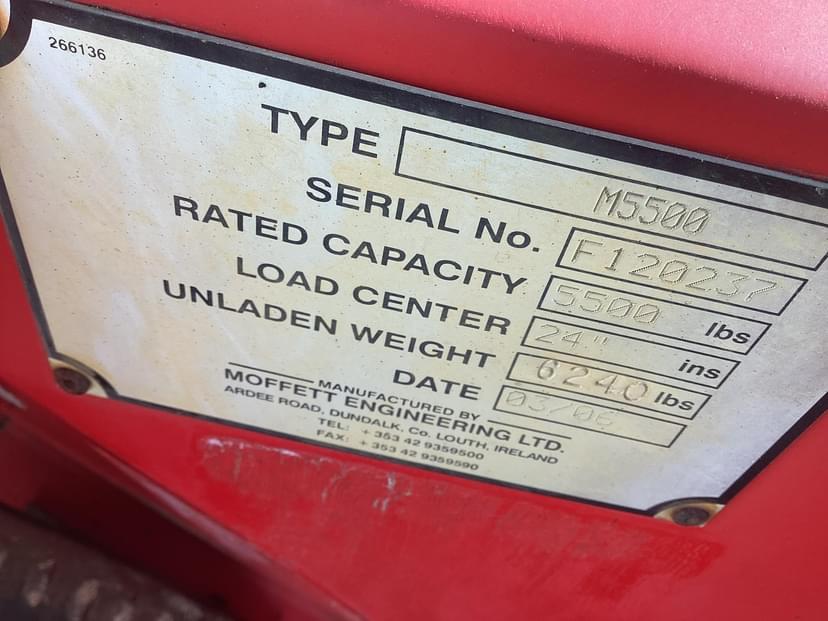 266136
TYPE M5500
SERIAL No. F120237
RATED CAPACITY 5500 lbs
LOAD CENTER 24" ins
UNLADEN WEIGHT 6240 lbs
DATE 03/06
MANUFACTURED BY
MOFFETT ENGINEERING LTD.
ARDEE ROAD, DUNDALK, Co. LOUTH, IRELAND
TEL: + 353 42 9359500
FAX: + 353 42 9359590